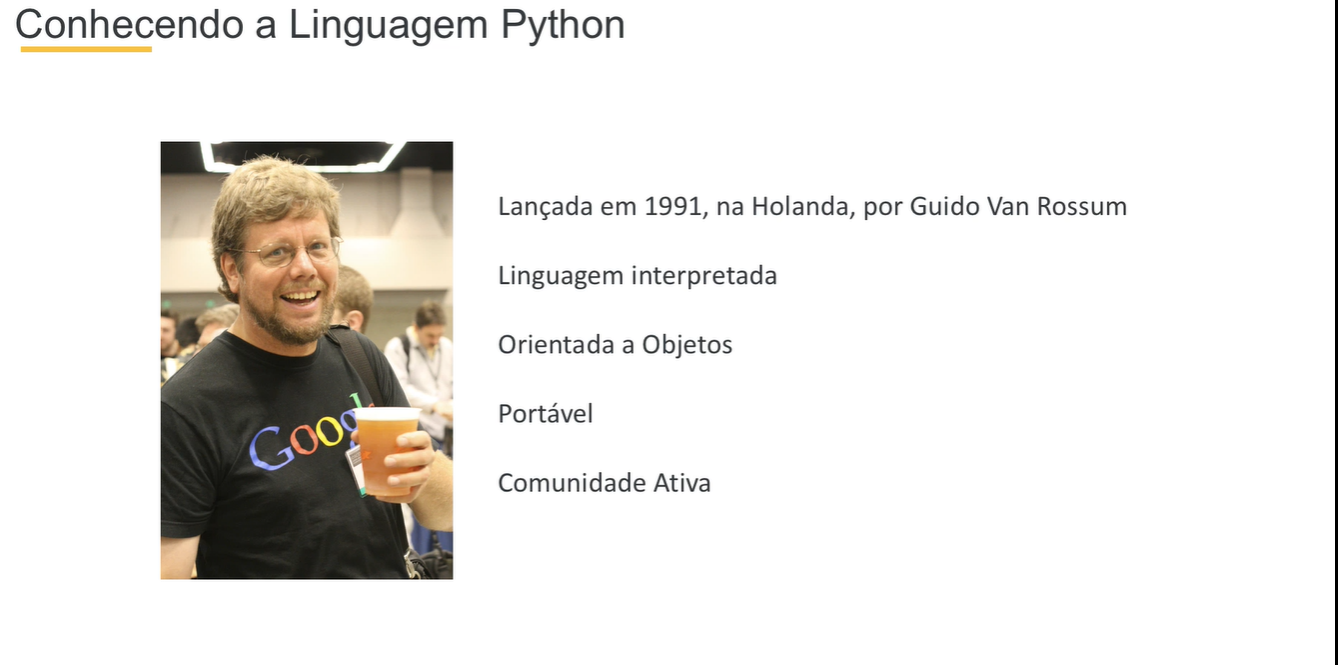 Conhecendo a Linguagem Python
Lançada em 1991, na Holanda, por Guido Van Rossum
Linguagem interpretada
Orientada a Objetos
Portável
Comunidade Ativa
Google